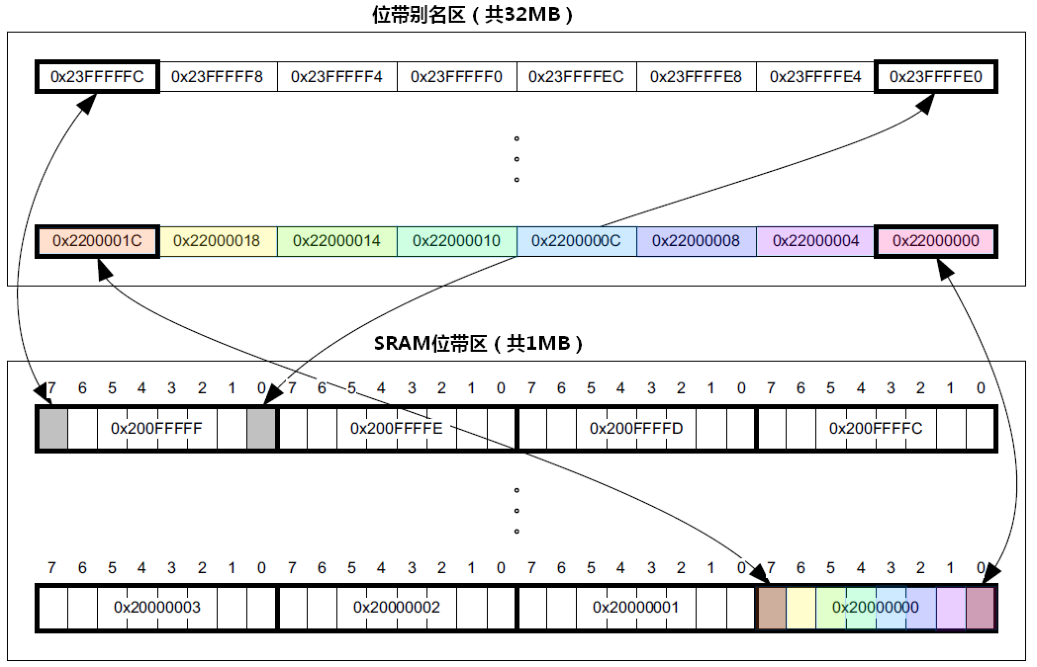 位带别名区（共32MB）
0x23FFFFFC 0x23FFFFF8 0x23FFFFF4 0x23FFFFF0 0x23FFFFEC 0x23FFFFE8 0x23FFFFE4 0x23FFFFE0
0x2200001C 0x22000018 0x22000014 0x22000010 0x2200000C 0x22000008 0x22000004 0x22000000
SRAM位带区（共1MB）
7 6 5 4 3 2 1 0 7 6 5 4 3 2 1 0 7 6 5 4 3 2 1 0 7 6 5 4 3 2 1 0
0x200FFFFF 0x200FFFFE 0x200FFFFD 0x200FFFFC
7 6 5 4 3 2 1 0 7 6 5 4 3 2 1 0 7 6 5 4 3 2 1 0 7 6 5 4 3 2 1 0
0x20000003 0x20000002 0x20000001 0x20000000